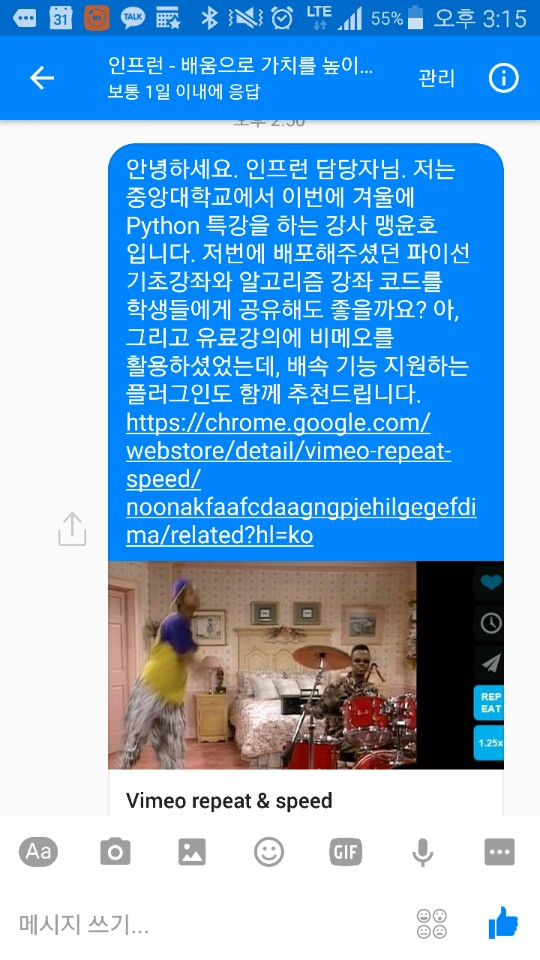 31
TALK
LTE
55%
오후 3:15
인프런 - 배움으로 가치를 높이...
보통 1일 이내에 응답
관리
오후 2:56
안녕하세요. 인프런 담당자님. 저는
중앙대학교에서 이번에 겨울에
Python 특강을 하는 강사 맹윤호
입니다. 저번에 배포해주셨던 파이선
기초강좌와 알고리즘 강좌 코드를
학생들에게 공유해도 좋을까요? 아,
그리고 유료강의에 비메오를
활용하셨었는데, 배속 기능 지원하는
플러그인도 함께 추천드립니다.
https://chrome.google.com/
webstore/detail/vimeo-repeat-
speed/
noonakfaafcdaagngpjehilgegefdi
ma/related?hl=ko
REP
EAT
1.25x
Vimeo repeat & speed
Aa
GIF
메시지 쓰기...